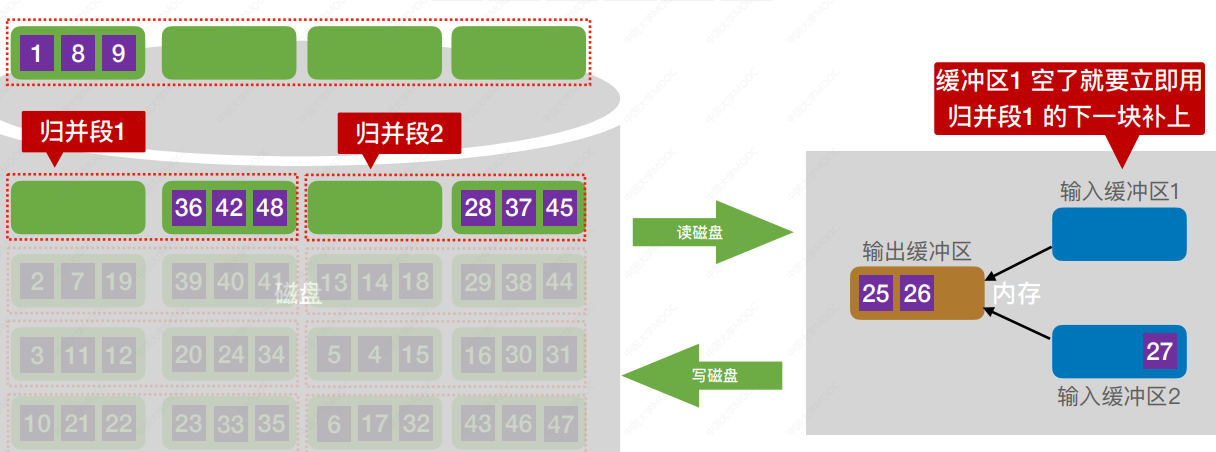 1 8 9
缓冲区1 空了就要立即用
归并段1 的下一块补上
归并段1
归并段2
36 42 48
28 37 45
输入缓冲区1
读磁盘
输出缓冲区
25 26
内存
2 7 19
39 40 41
13 14 18
29 38 44
磁盘
3 11 12
20 24 34
5 4 15
16 30 31
写磁盘
27
输入缓冲区2
10 21 22
23 33 35
6 17 32
43 46 47